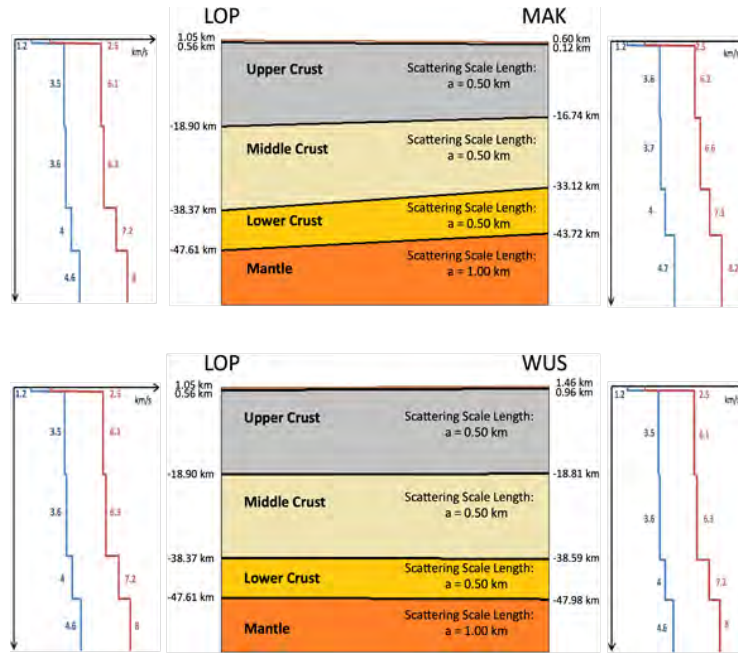 LOP MAK
1.2 2.5
km/s
3.5 6.1
3.6 6.3
4 7.2
4.6 8
1.05 km
0.56 km
-18.90 km
-38.37 km
-47.61 km
Upper Crust
Scattering Scale Length:
a = 0.50 km
Middle Crust
Scattering Scale Length:
a = 0.50 km
Lower Crust
Scattering Scale Length:
a = 0.50 km
Mantle
Scattering Scale Length:
a = 1.00 km
0.60 km
0.12 km
-16.74 km
-33.12 km
-43.72 km
1.2 2.5
km/s
3.6 6.3
3.7 6.6
4
4.7 8.2
LOP WUS
1.2 2.5
km/s
3.5
3.6 6.3
4 7.2
4.6 8
1.05 km
0.56 km
-18.90 km
-38.37 km
-47.61 km
Upper Crust
Scattering Scale Length:
a = 0.50 km
Middle Crust
Scattering Scale Length:
a = 0.50 km
Lower Crust
Scattering Scale Length:
a = 0.50 km
Mantle
Scattering Scale Length:
a = 1.00 km
1.46 km
0.96 km
-18.81 km
-38.59 km
-47.98 km
1.2 2.5
km/s
3.5 6.1
3.6 6.3
4 7.2
4.6 8